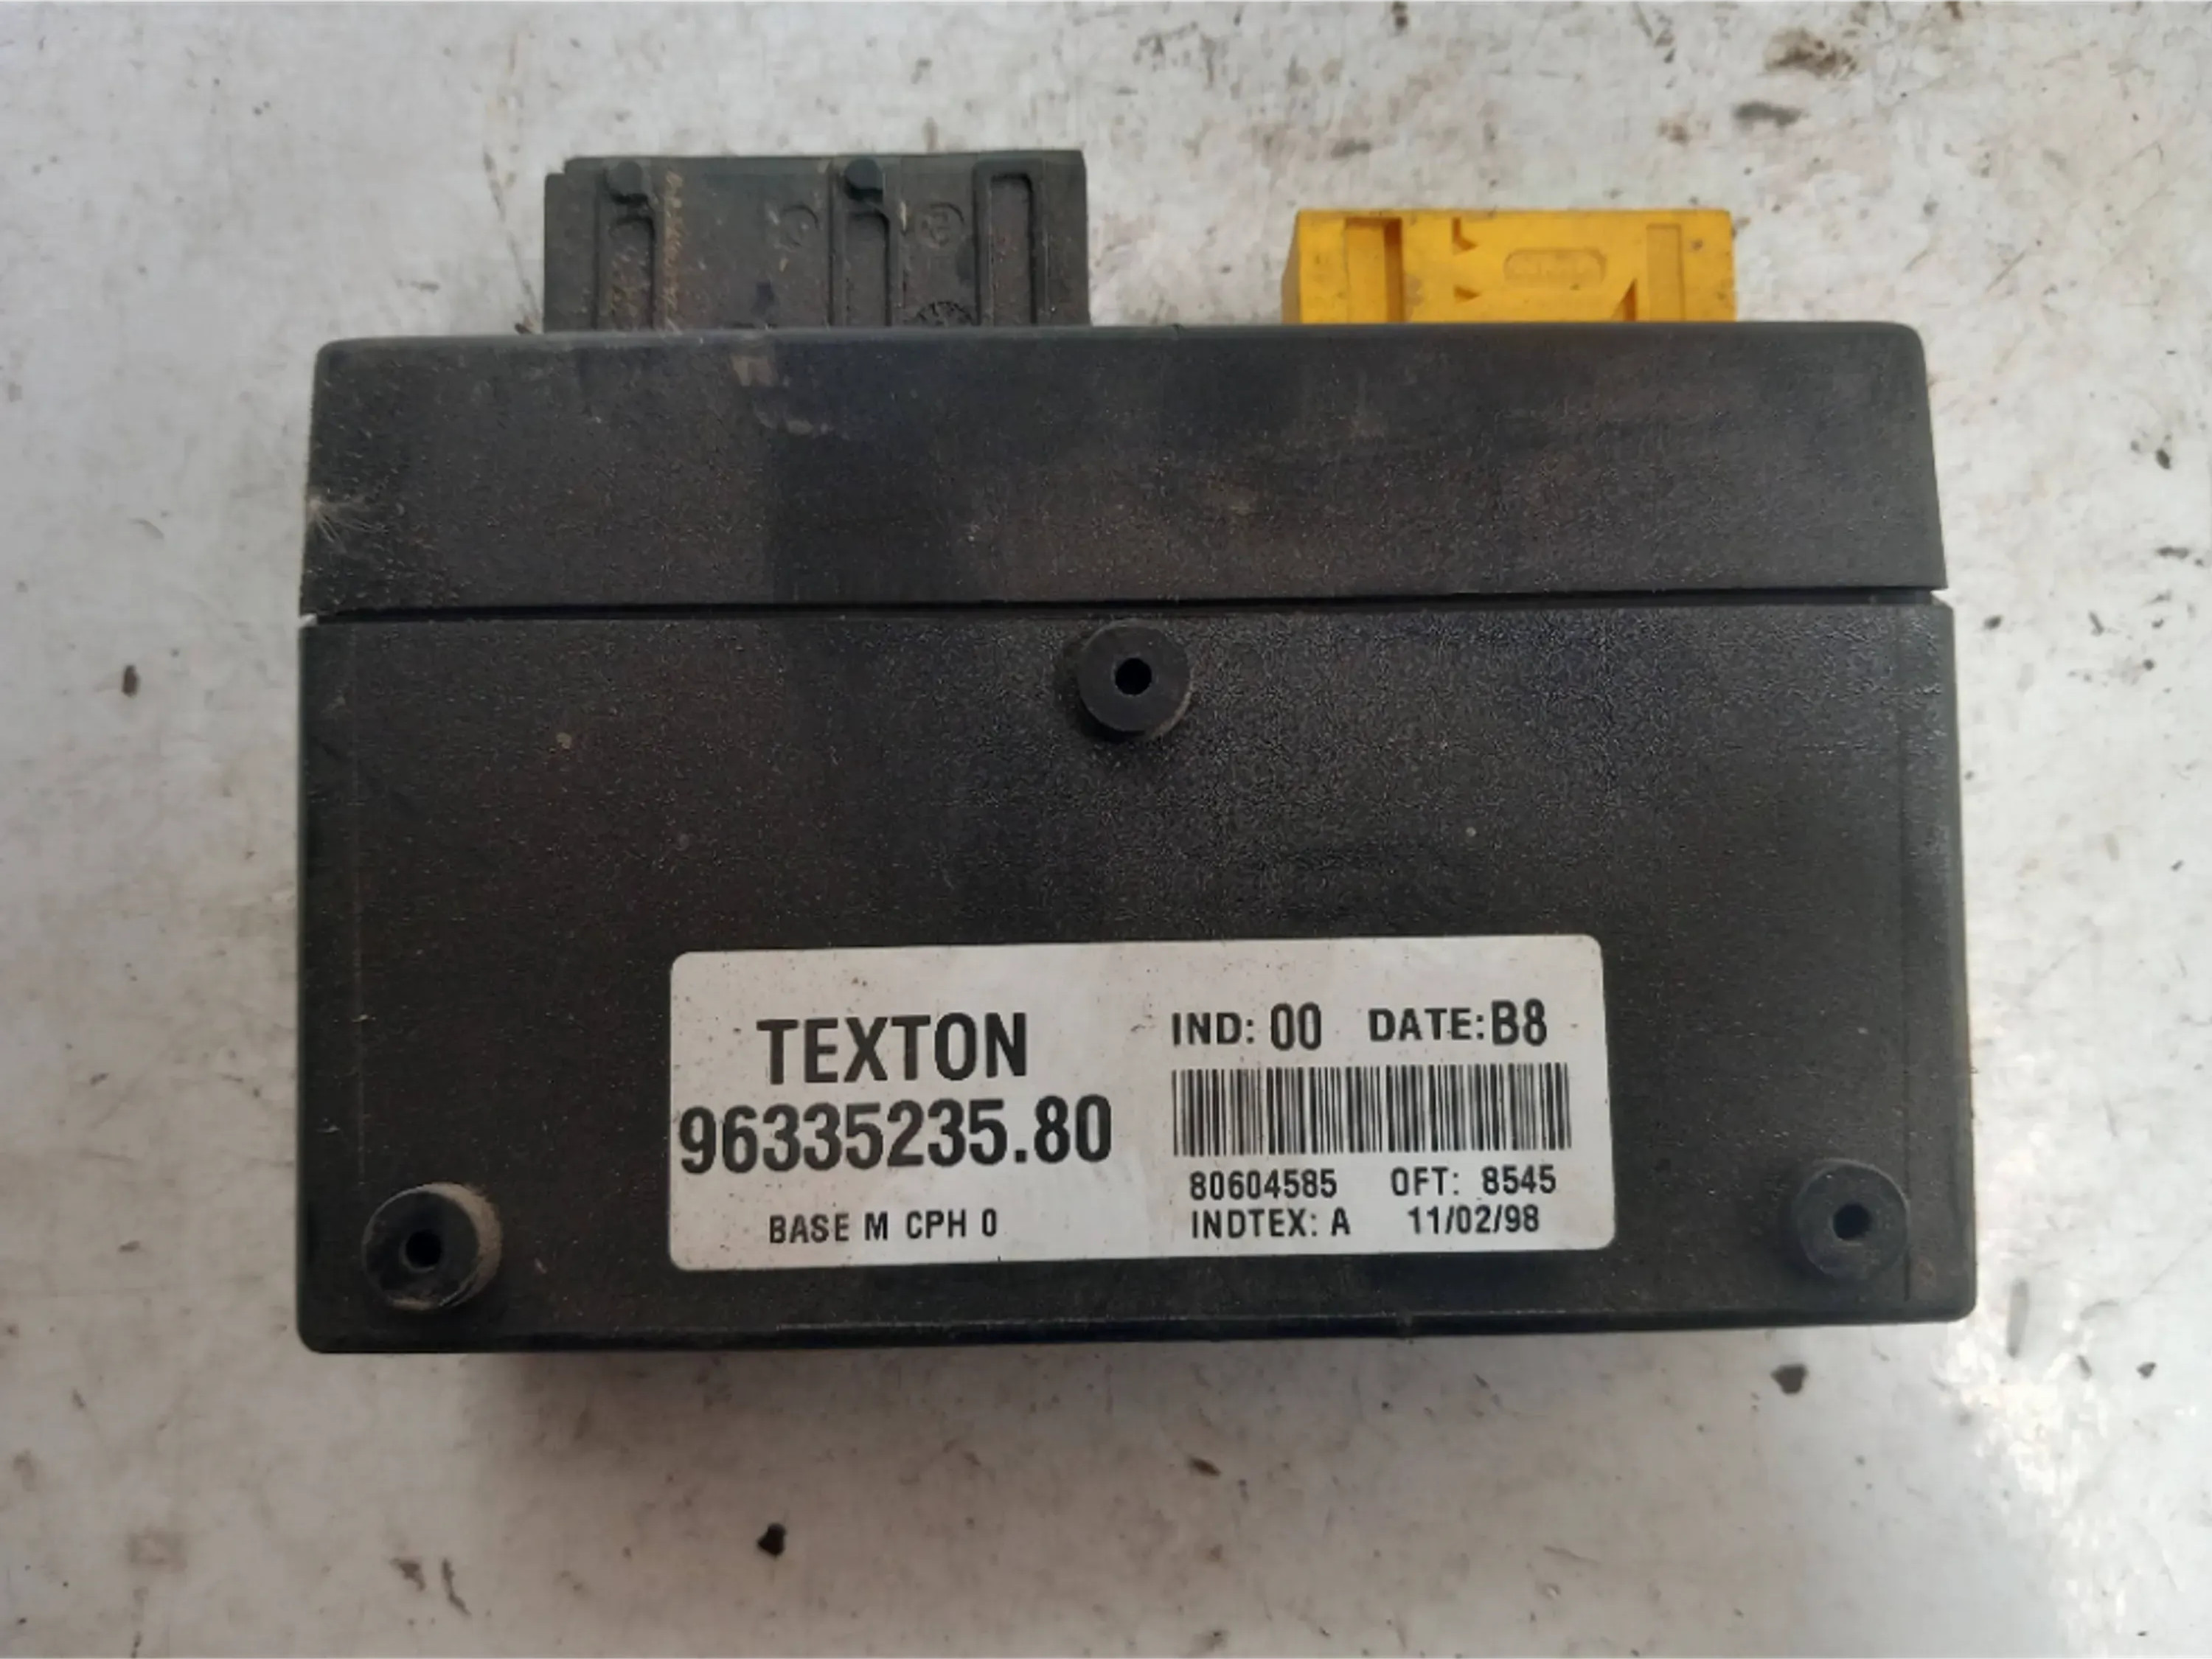 TEXTON
96335235.80
BASE M CPH 0
IND: 00 DATE: B8
80604585 OFT: 8545
INDTEX: A 11/02/98